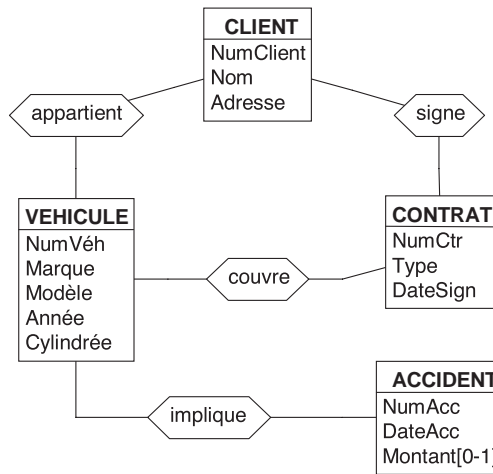 CLIENT
NumClient
Nom
Adresse
appartient
signe
VEHICULE
NumVéh
Marque
Modèle
Année
Cylindrée
couvre
CONTRAT
NumCtr
Type
DateSign
implique
ACCIDENT
NumAcc
DateAcc
Montant[0-1]